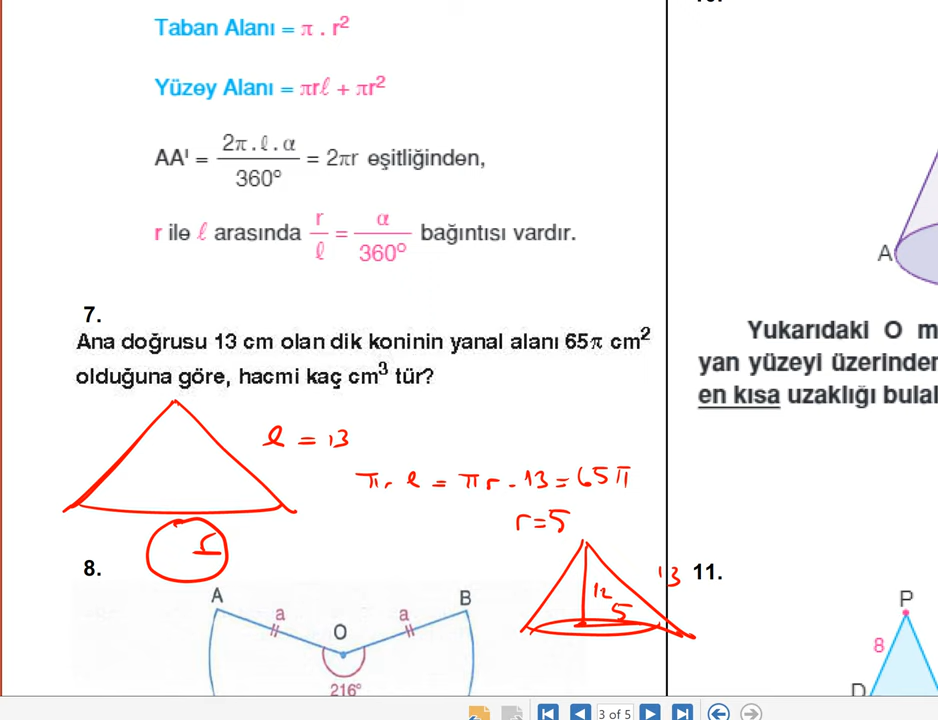 Taban Alanı = π . r²
Yüzey Alanı = πrℓ + πr²
AA' = 2π . ℓ . α / 360° = 2πr eşitliğinden,
r ile ℓ arasında r / ℓ = α / 360° bağıntısı vardır.
7.
Ana doğrusu 13 cm olan dik koninin yanal alanı 65π cm²
olduğuna göre, hacmi kaç cm³ tür?
ℓ = 13
π r ℓ = π r . 13 = 65π
r = 5
r
13
12
5
8.
A
B
a
a
O
216°
A
Yukarıdaki O
yan yüzeyi üzerinden
en kısa uzaklığı
11.
P
8
D
3 of 5